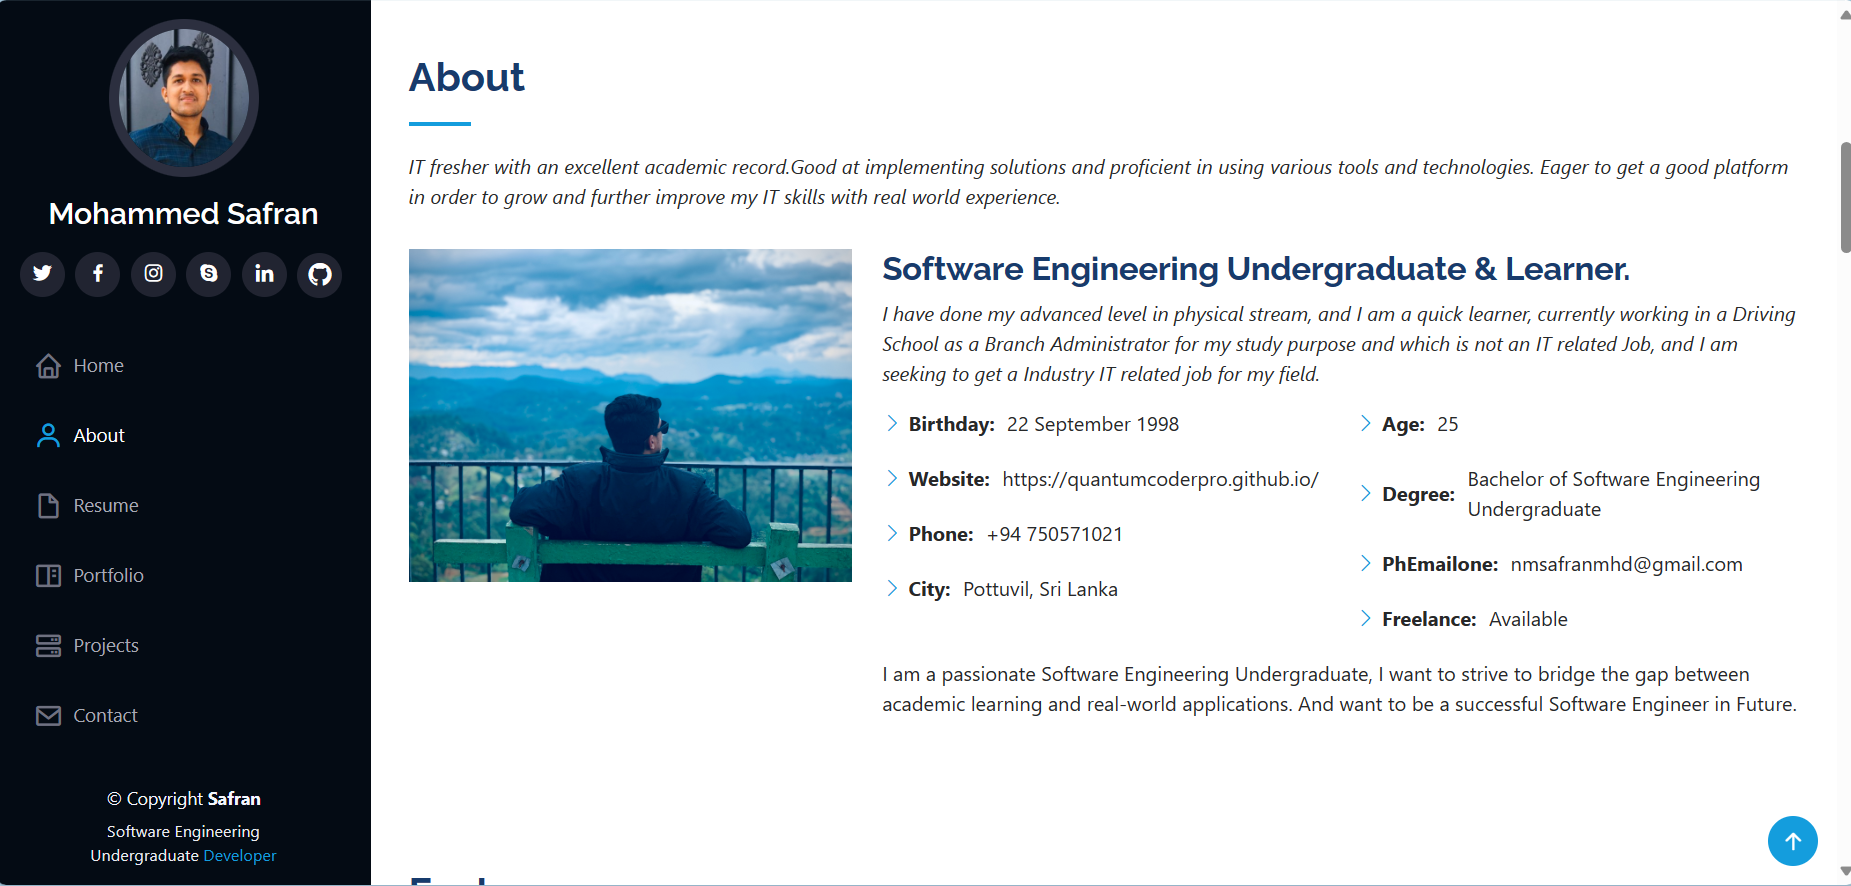 Mohammed Safran
Home
About
Resume
Portfolio
Projects
Contact
© Copyright Safran
Software Engineering
Undergraduate Developer
About
IT fresher with an excellent academic record.Good at implementing solutions and proficient in using various tools and technologies. Eager to get a good platform
in order to grow and further improve my IT skills with real world experience.
Software Engineering Undergraduate & Learner.
I have done my advanced level in physical stream, and I am a quick learner, currently working in a Driving
School as a Branch Administrator for my study purpose and which is not an IT related Job, and I am
seeking to get a Industry IT related job for my field.
Birthday: 22 September 1998
Website: https://quantumcoderpro.github.io/
Phone: +94 750571021
City: Pottuvil, Sri Lanka
Age: 25
Degree: Bachelor of Software Engineering
Undergraduate
PhEmailone: nmsafranmhd@gmail.com
Freelance: Available
I am a passionate Software Engineering Undergraduate, I want to strive to bridge the gap between
academic learning and real-world applications. And want to be a successful Software Engineer in Future.